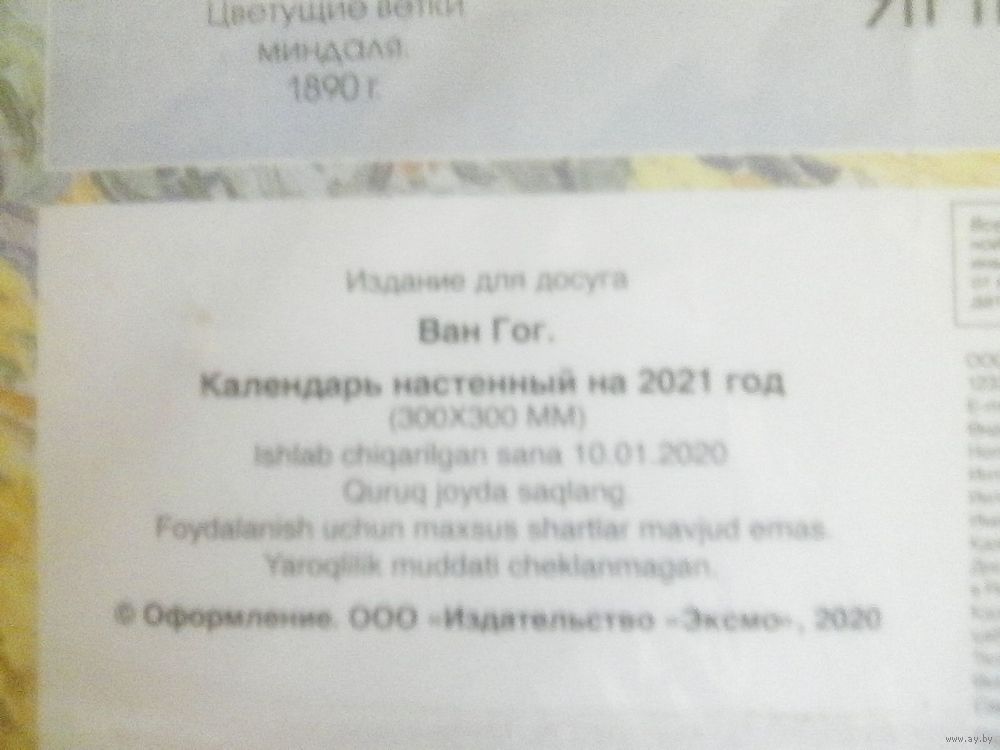 Цветущие ветки
миндаля.
1890 г.
Издание для досуга
Ван Гог.
Календарь настенный на 2021 год
(300X300 ММ)
Ishlab chiqarilgan sana 10.01.2020
Quruq joyda saqlang.
Foydalanish uchun maxsus shartlar mavjud emas.
Yaroqlilik muddati cheklanmagan.
© Оформление. ООО «Издательство «Эксмо», 2020
www.ay.by